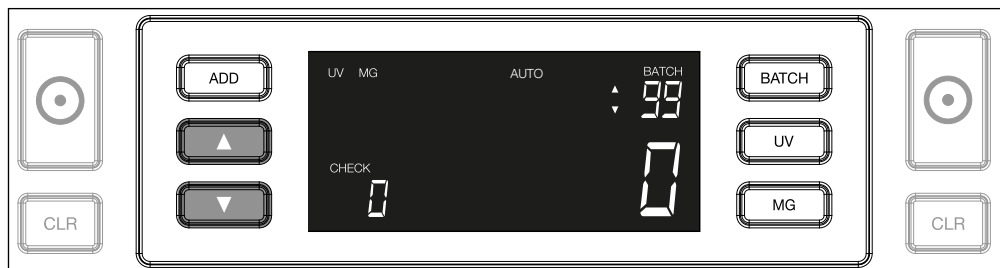 ADD
UV MG AUTO BATCH
99
CHECK
0
0
BATCH
UV
MG
CLR
CLR